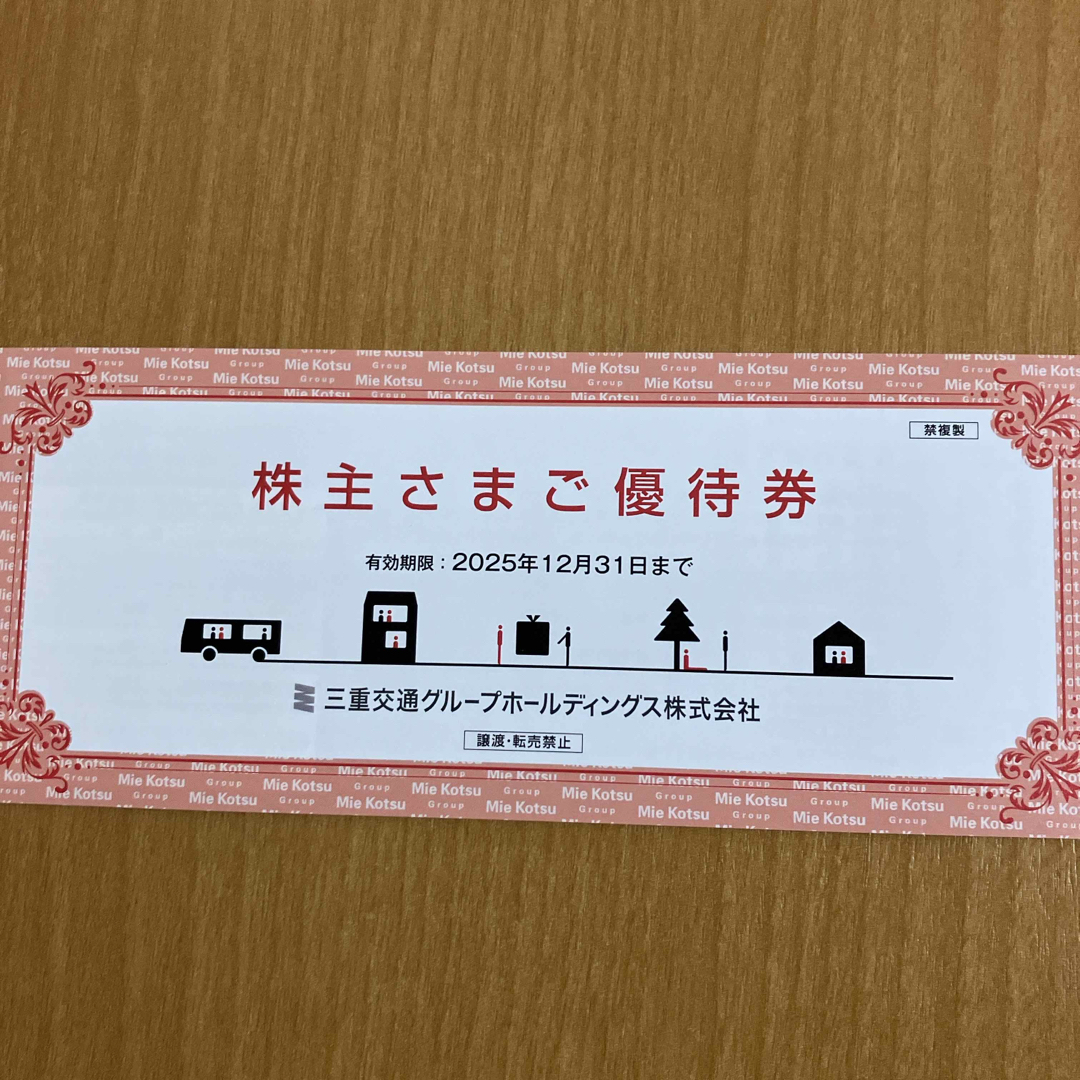 Mie Kotsu Group
禁複製
株主さまご優待券
有効期限：2025年12月31日まで
三重交通グループホールディングス株式会社
譲渡・転売禁止
Mie Kotsu Group